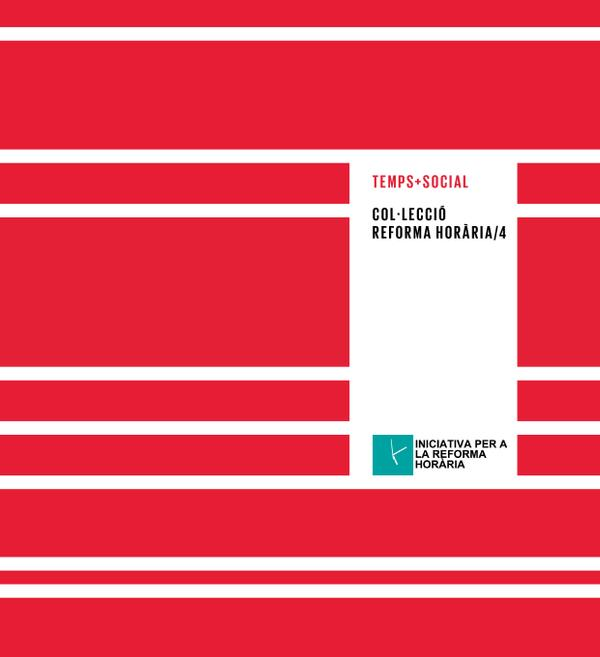 TEMPS+SOCIAL
COL·LECCIÓ
REFORMA HORÀRIA/4
INICIATIVA PER A
LA REFORMA
HORÀRIA